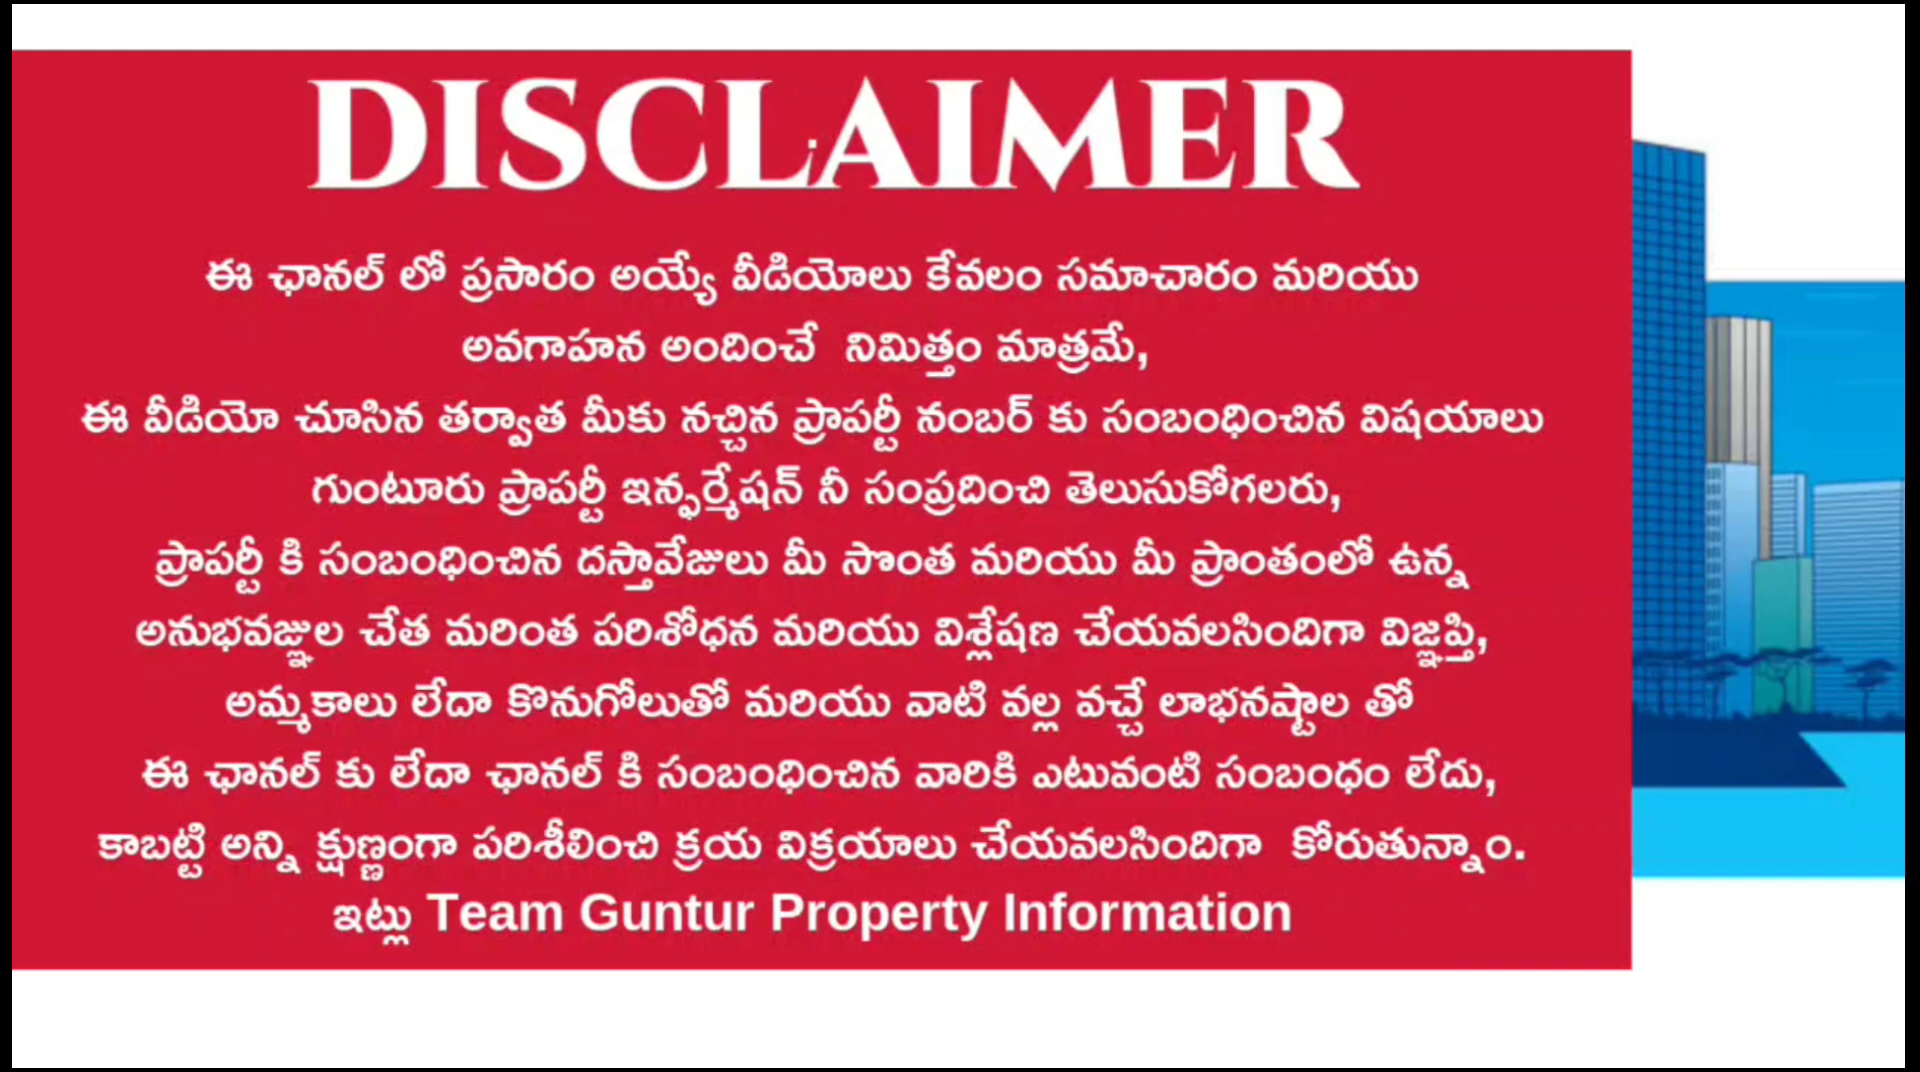 DISCLAIMER
ఈ ఛానల్ లో ప్రసారం అయ్యే వీడియోలు కేవలం సమాచారం మరియు
అవగాహన అందించే నిమిత్తం మాత్రమే,
ఈ వీడియో చూసిన తర్వాత మీకు నచ్చిన ప్రాపర్టీ నంబర్ కు సంబంధించిన విషయాలు
గుంటూరు ప్రాపర్టీ ఇన్ఫర్మేషన్ నీ సంప్రదించి తెలుసుకోగలరు,
ప్రాపర్టీ కి సంబంధించిన దస్తావేజులు మీ సొంత మరియు మీ ప్రాంతంలో ఉన్న
అనుభవజ్ఞుల చేత మరింత పరిశోధన మరియు విశ్లేషణ చేయవలసిందిగా విజ్ఞప్తి,
అమ్మకాలు లేదా కొనుగోలుతో మరియు వాటి వల్ల వచ్చే లాభనష్టాల తో
ఈ ఛానల్ కు లేదా ఛానల్ కి సంబంధించిన వారికి ఎటువంటి సంబంధం లేదు,
కాబట్టి అన్ని క్షుణ్ణంగా పరిశీలించి క్రయ విక్రయాలు చేయవలసిందిగా కోరుతున్నాం.
ఇట్లు Team Guntur Property Information